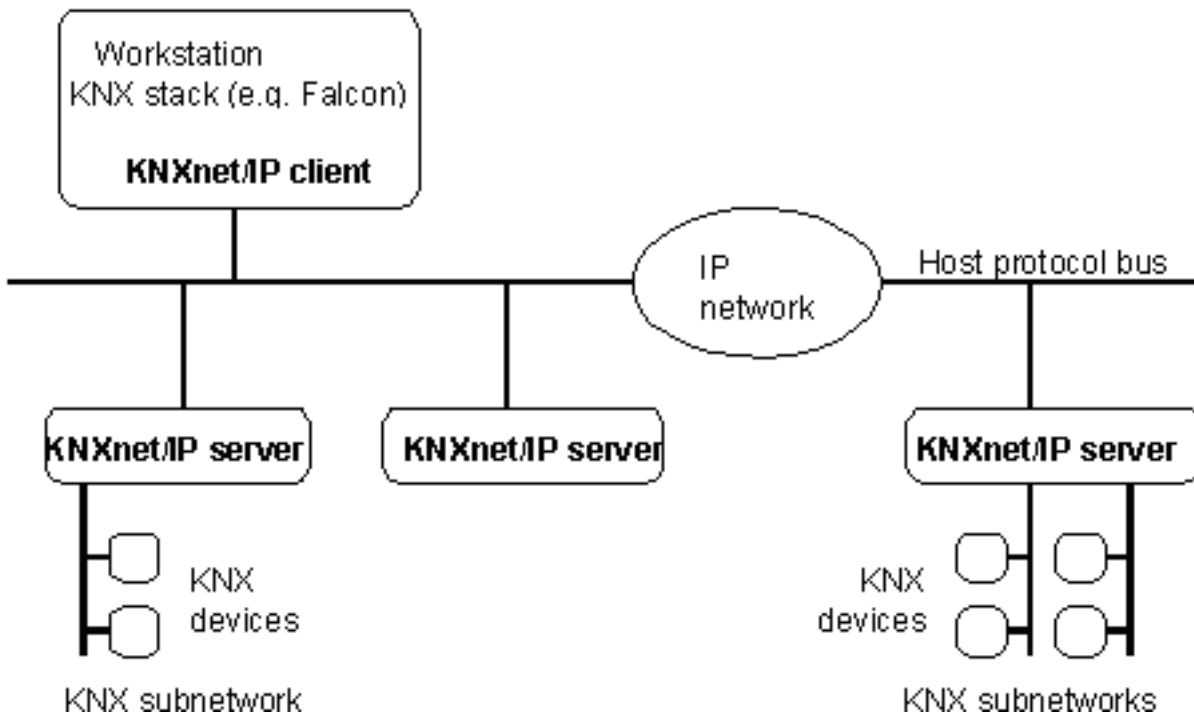 Workstation
KNX stack (e.g. Falcon)
KNXnet/IP client
IP
network
Host protocol bus
KNXnet/IP server
KNXnet/IP server
KNXnet/IP server
KNX
devices
KNX
devices
KNX subnetwork
KNX subnetworks